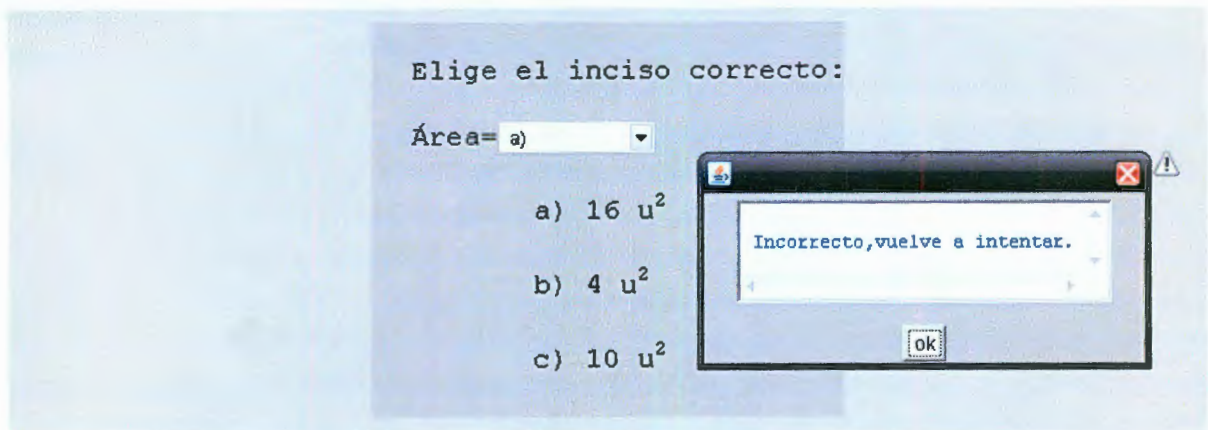 Elige el inciso correcto:
Área= a)
a) 16 u²
b) 4 u²
c) 10 u²
Incorrecto,vuelve a intentar.
ok